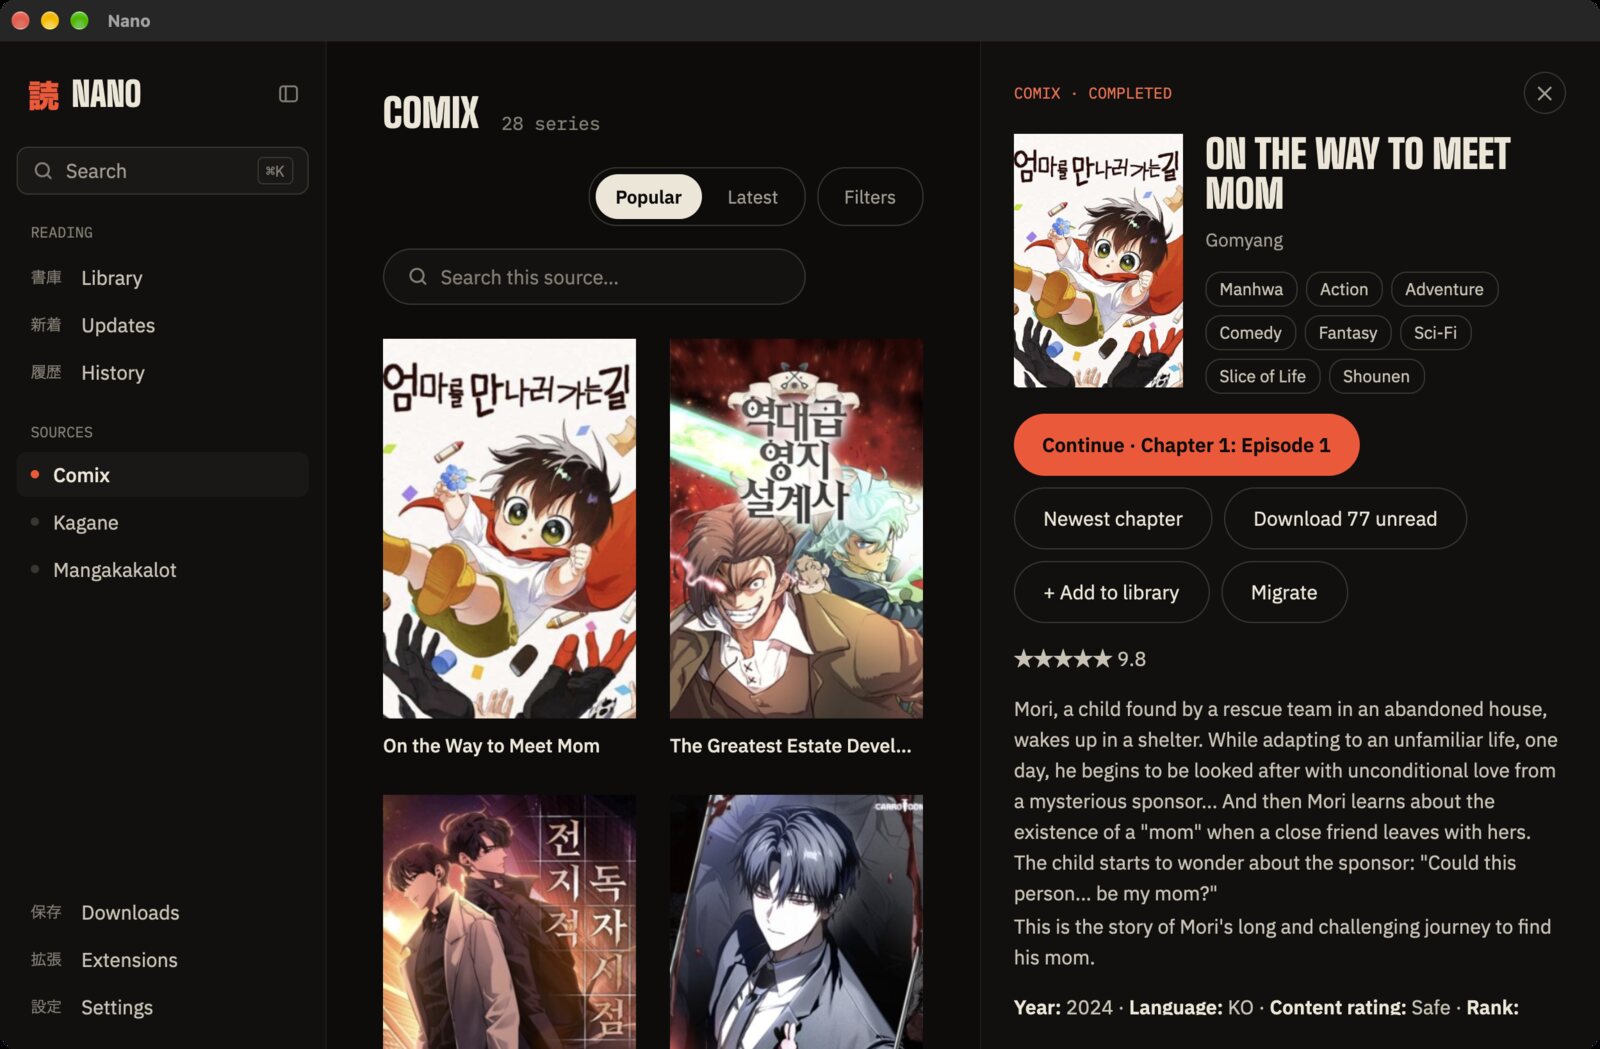 Nano
読 NANO
Search ⌘K
READING
書庫 Library
新着 Updates
履歴 History
SOURCES
Comix
Kagane
Mangakakalot
保存 Downloads
拡張 Extensions
設定 Settings
COMIX 28 series
Popular Latest Filters
Search this source...
엄마를 만나러 가는길
On the Way to Meet Mom
역대급
영지
설계사
The Greatest Estate Devel...
전지적
독자시점
CARROTOON
COMIX · COMPLETED
엄마를 만나러 가는길
ON THE WAY TO MEET
MOM
Gomyang
Manhwa Action Adventure
Comedy Fantasy Sci-Fi
Slice of Life Shounen
Continue · Chapter 1: Episode 1
Newest chapter Download 77 unread
+ Add to library Migrate
★★★★★ 9.8
Mori, a child found by a rescue team in an abandoned house,
wakes up in a shelter. While adapting to an unfamiliar life, one
day, he begins to be looked after with unconditional love from
a mysterious sponsor... And then Mori learns about the
existence of a "mom" when a close friend leaves with hers.
The child starts to wonder about the sponsor: "Could this
person... be my mom?"
This is the story of Mori's long and challenging journey to find
his mom.
Year: 2024 · Language: KO · Content rating: Safe · Rank: